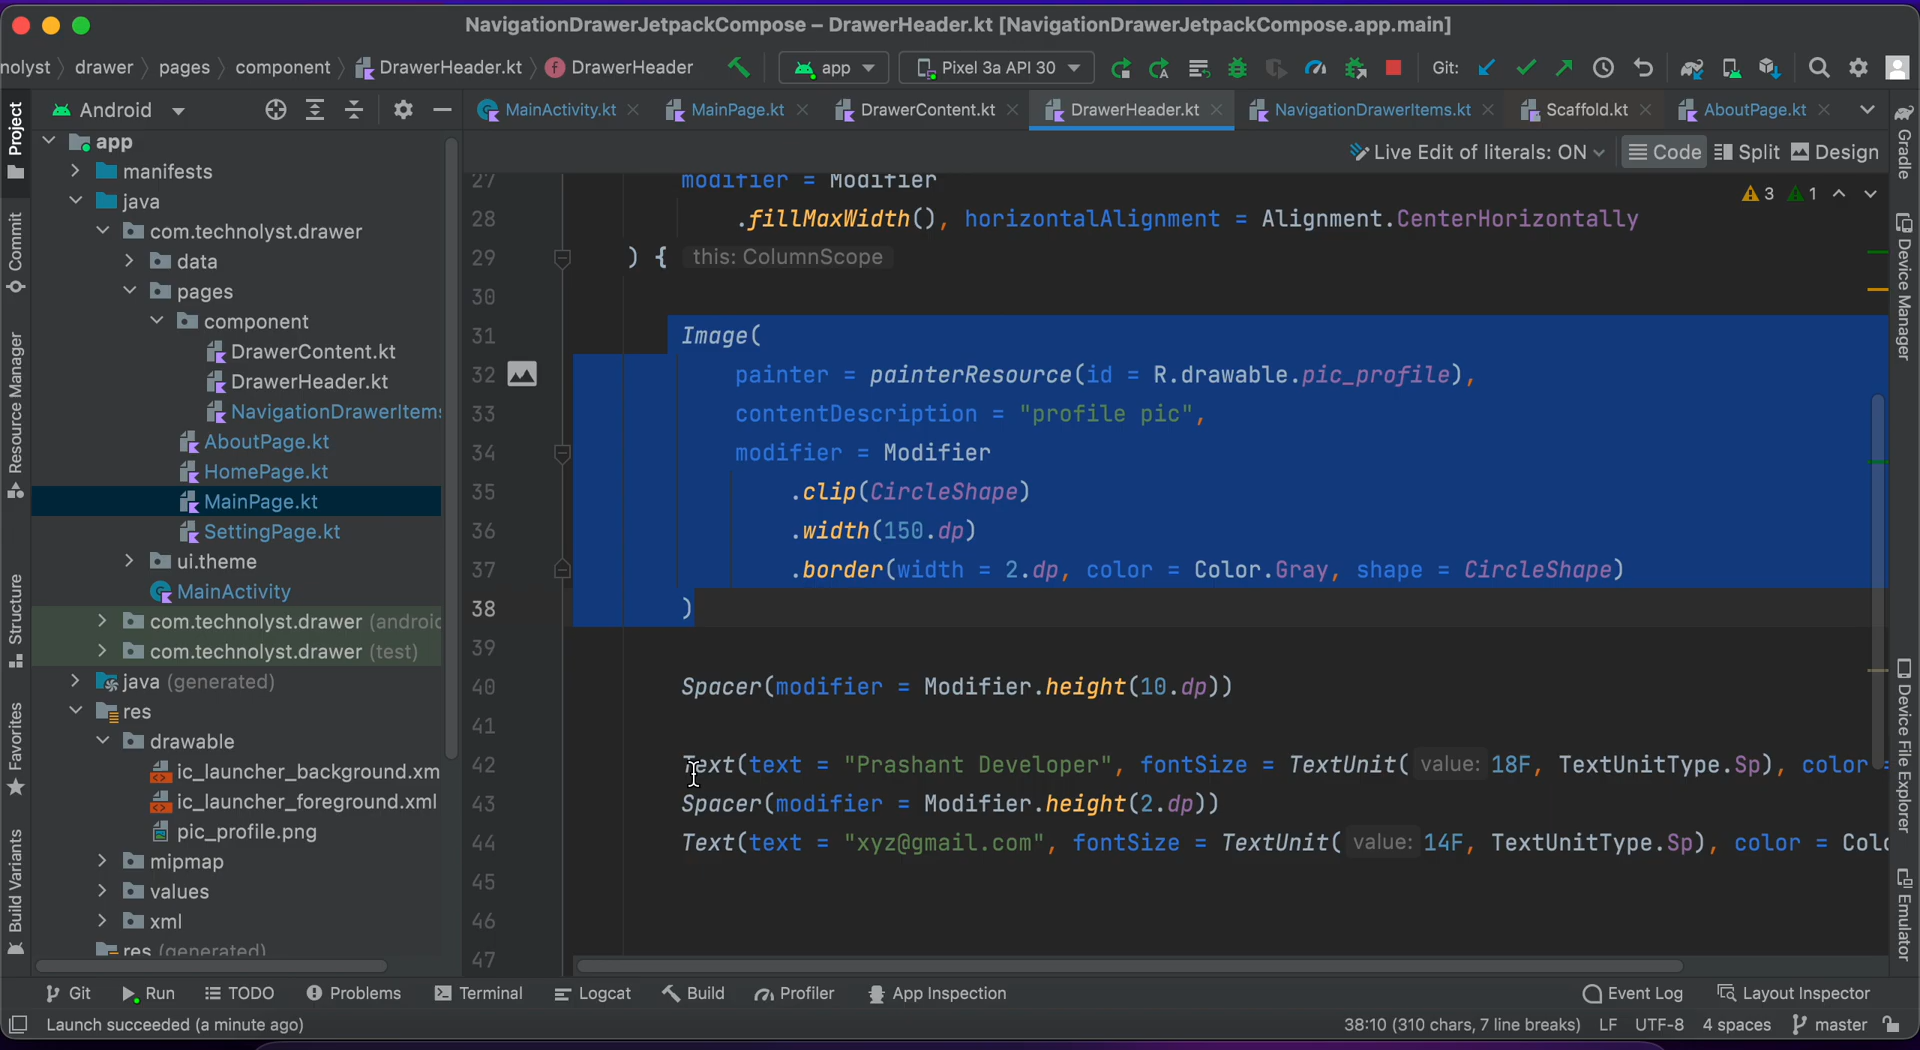 NavigationDrawerJetpackCompose – DrawerHeader.kt [NavigationDrawerJetpackCompose.app.main]
nolyst drawer pages component DrawerHeader.kt DrawerHeader app Pixel 3a API 30 Git:
Project
Commit
Resource Manager
Structure
Favorites
Build Variants
Android
app
manifests
java
com.technolyst.drawer
data
pages
component
DrawerContent.kt
DrawerHeader.kt
NavigationDrawerItems
AboutPage.kt
HomePage.kt
MainPage.kt
SettingPage.kt
ui.theme
MainActivity
com.technolyst.drawer (androic
com.technolyst.drawer (test)
java (generated)
res
drawable
ic_launcher_background.xm
ic_launcher_foreground.xml
pic_profile.png
mipmap
values
xml
res (generated)
MainActivity.kt MainPage.kt DrawerContent.kt DrawerHeader.kt NavigationDrawerItems.kt Scaffold.kt AboutPage.kt
Live Edit of literals: ON Code Split Design
3 1
27 modifier = Modifier
28 .fillMaxWidth(), horizontalAlignment = Alignment.CenterHorizontally
29 ) { this: ColumnScope
30
31 Image(
32 painter = painterResource(id = R.drawable.pic_profile),
33 contentDescription = "profile pic",
34 modifier = Modifier
35 .clip(CircleShape)
36 .width(150.dp)
37 .border(width = 2.dp, color = Color.Gray, shape = CircleShape)
38 )
39
40 Spacer(modifier = Modifier.height(10.dp))
41
42 Text(text = "Prashant Developer", fontSize = TextUnit( value: 18F, TextUnitType.Sp), color =
43 Spacer(modifier = Modifier.height(2.dp))
44 Text(text = "xyz@gmail.com", fontSize = TextUnit( value: 14F, TextUnitType.Sp), color = Colo
45
46
47
Gradle
Device Manager
Device File Explorer
Emulator
Git Run TODO Problems Terminal Logcat Build Profiler App Inspection Event Log Layout Inspector
Launch succeeded (a minute ago) 38:10 (310 chars, 7 line breaks) LF UTF-8 4 spaces master